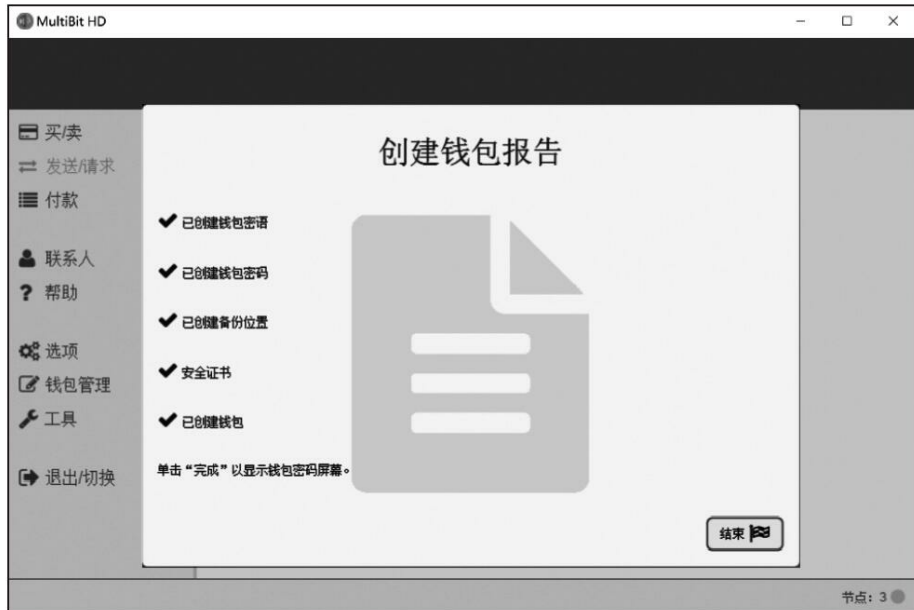 MultiBit HD
买/卖
发送/请求
付款
联系人
帮助
选项
钱包管理
工具
退出/切换
创建钱包报告
已创建钱包密语
已创建钱包密码
已创建备份位置
安全证书
已创建钱包
单击“完成”以显示钱包密码屏幕。
结束
节点：3